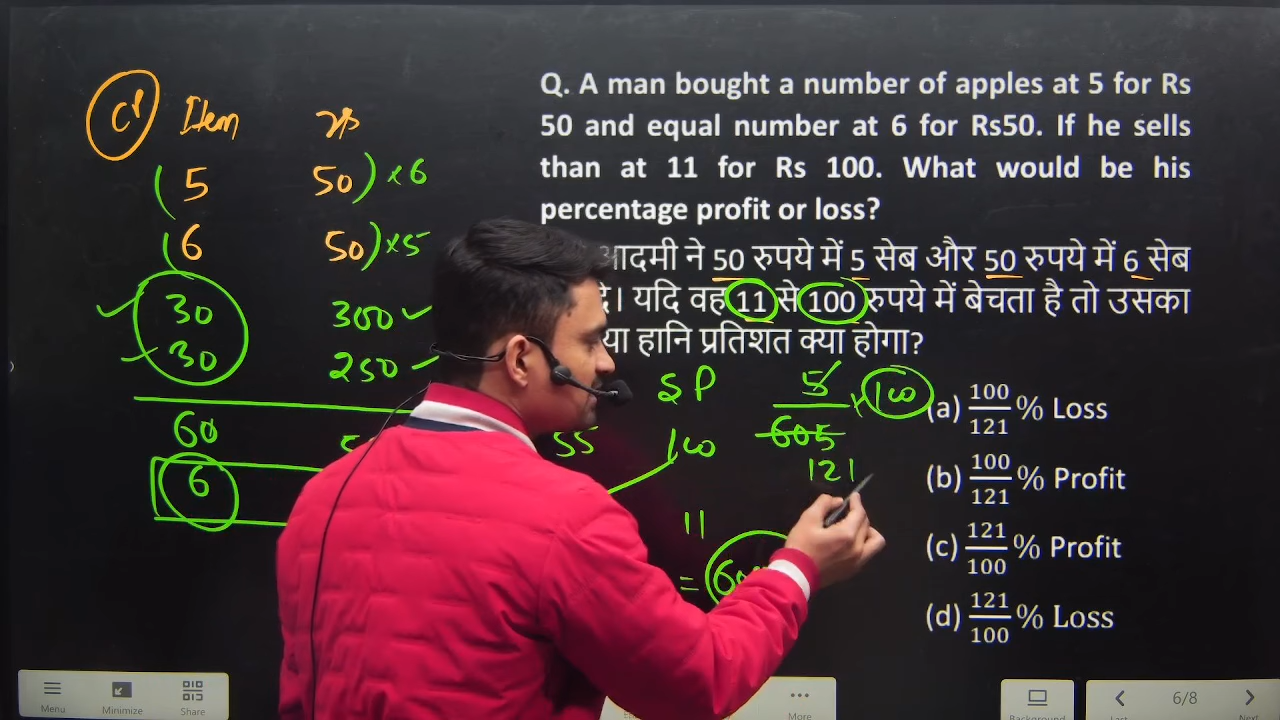 Q. A man bought a number of apples at 5 for Rs
50 and equal number at 6 for Rs50. If he sells
than at 11 for Rs 100. What would be his
percentage profit or loss?
आदमी ने 50 रुपये में 5 सेब और 50 रुपये में 6 सेब
यदि वह 11 से 100 रुपये में बेचता है तो उसका
या हानि प्रतिशत क्या होगा?
(a) 100/121 % Loss
(b) 100/121 % Profit
(c) 121/100 % Profit
(d) 121/100 % Loss
CP Item
5 50 ) ×6
6 50 ) ×5
30 300
30 250
60 55
6
SP
100
11
=
5/605 × 100
121
Menu Minimize Share
More
Background
6/8
Next